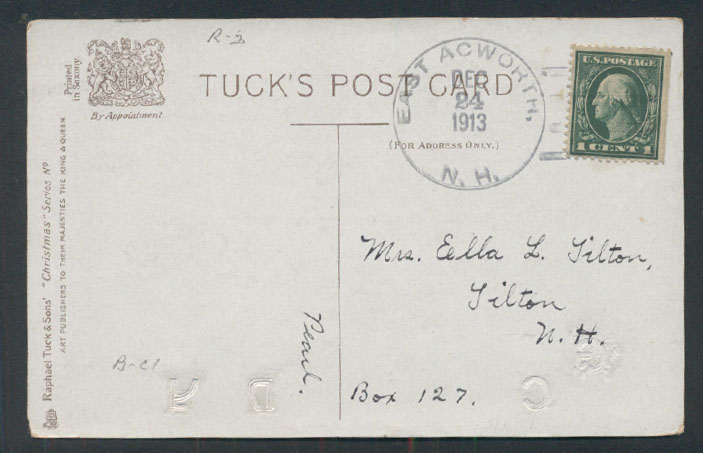 R-3
Printed
in Saxony.
By Appointment
TUCK'S POST CARD
(FOR ADDRESS ONLY.)
EAST ACWORTH,
DEC
24
1913
N. H.
U.S. POSTAGE
1 CENT 1
Raphael Tuck & Sons' "Christmas" Series No
ART PUBLISHERS TO THEIR MAJESTIES THE KING & QUEEN
Mrs. Eella L. Tilton,
Tilton
N. H.
Box 127.
Pearl.
B-C1